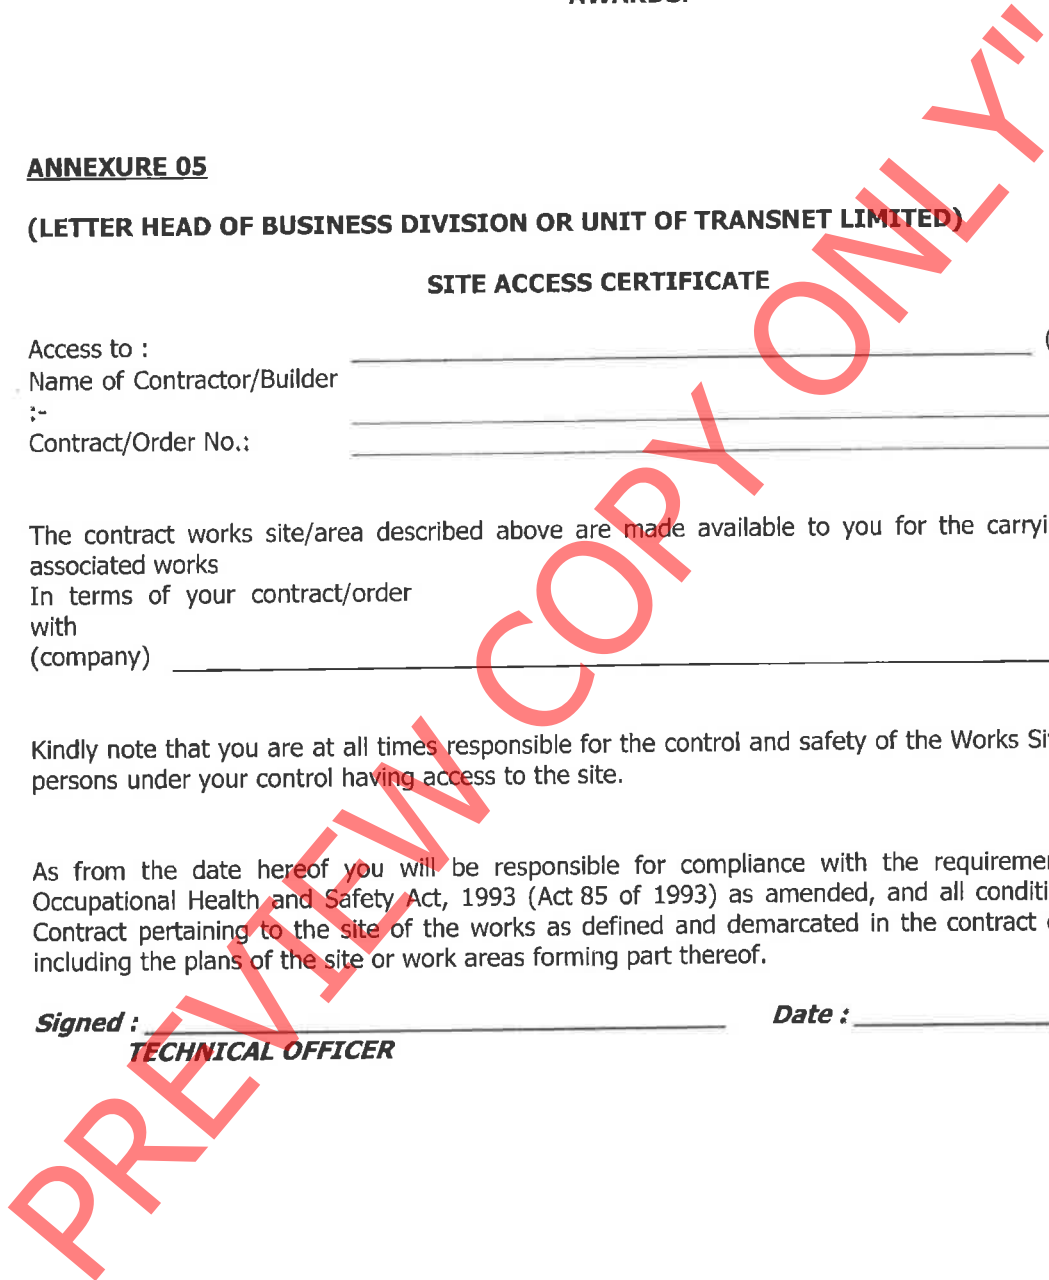 ANNEXURE 05
(LETTER HEAD OF BUSINESS DIVISION OR UNIT OF TRANSNET LIMITED)
SITE ACCESS CERTIFICATE
Access to : (
Name of Contractor/Builder
:-
Contract/Order No.:
The contract works site/area described above are made available to you for the carryi
associated works
In terms of your contract/order
with
(company)
Kindly note that you are at all times responsible for the control and safety of the Works Si
persons under your control having access to the site.
As from the date hereof you will be responsible for compliance with the requireme
Occupational Health and Safety Act, 1993 (Act 85 of 1993) as amended, and all conditi
Contract pertaining to the site of the works as defined and demarcated in the contract
including the plans of the site or work areas forming part thereof.
Signed : Date :
TECHNICAL OFFICER
PREVIEW COPY ONLY"